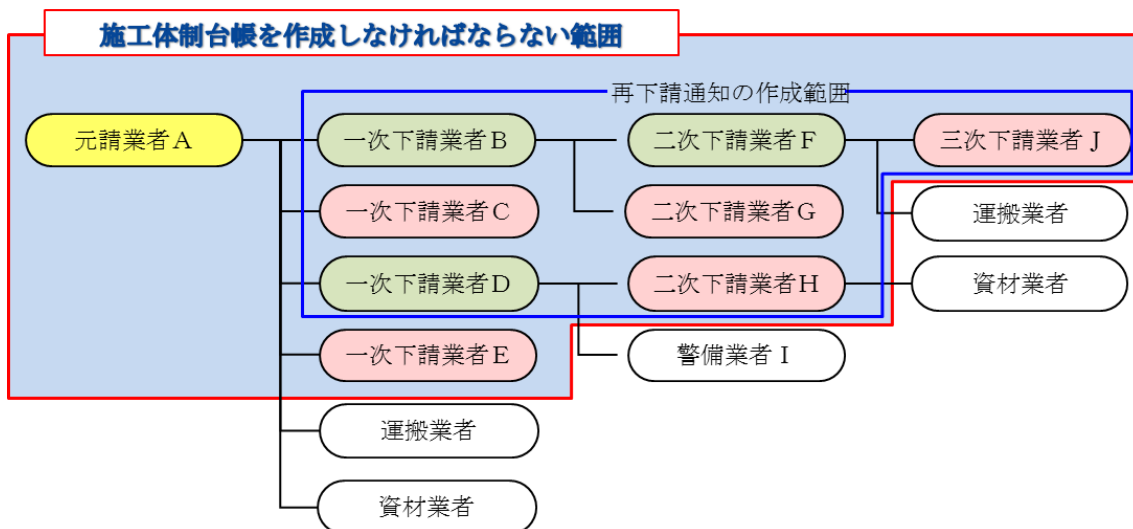 施工体制台帳を作成しなければならない範囲
再下請通知の作成範囲
元請業者A
一次下請業者B
二次下請業者F
三次下請業者J
一次下請業者C
二次下請業者G
運搬業者
一次下請業者D
二次下請業者H
資材業者
一次下請業者E
警備業者I
運搬業者
資材業者